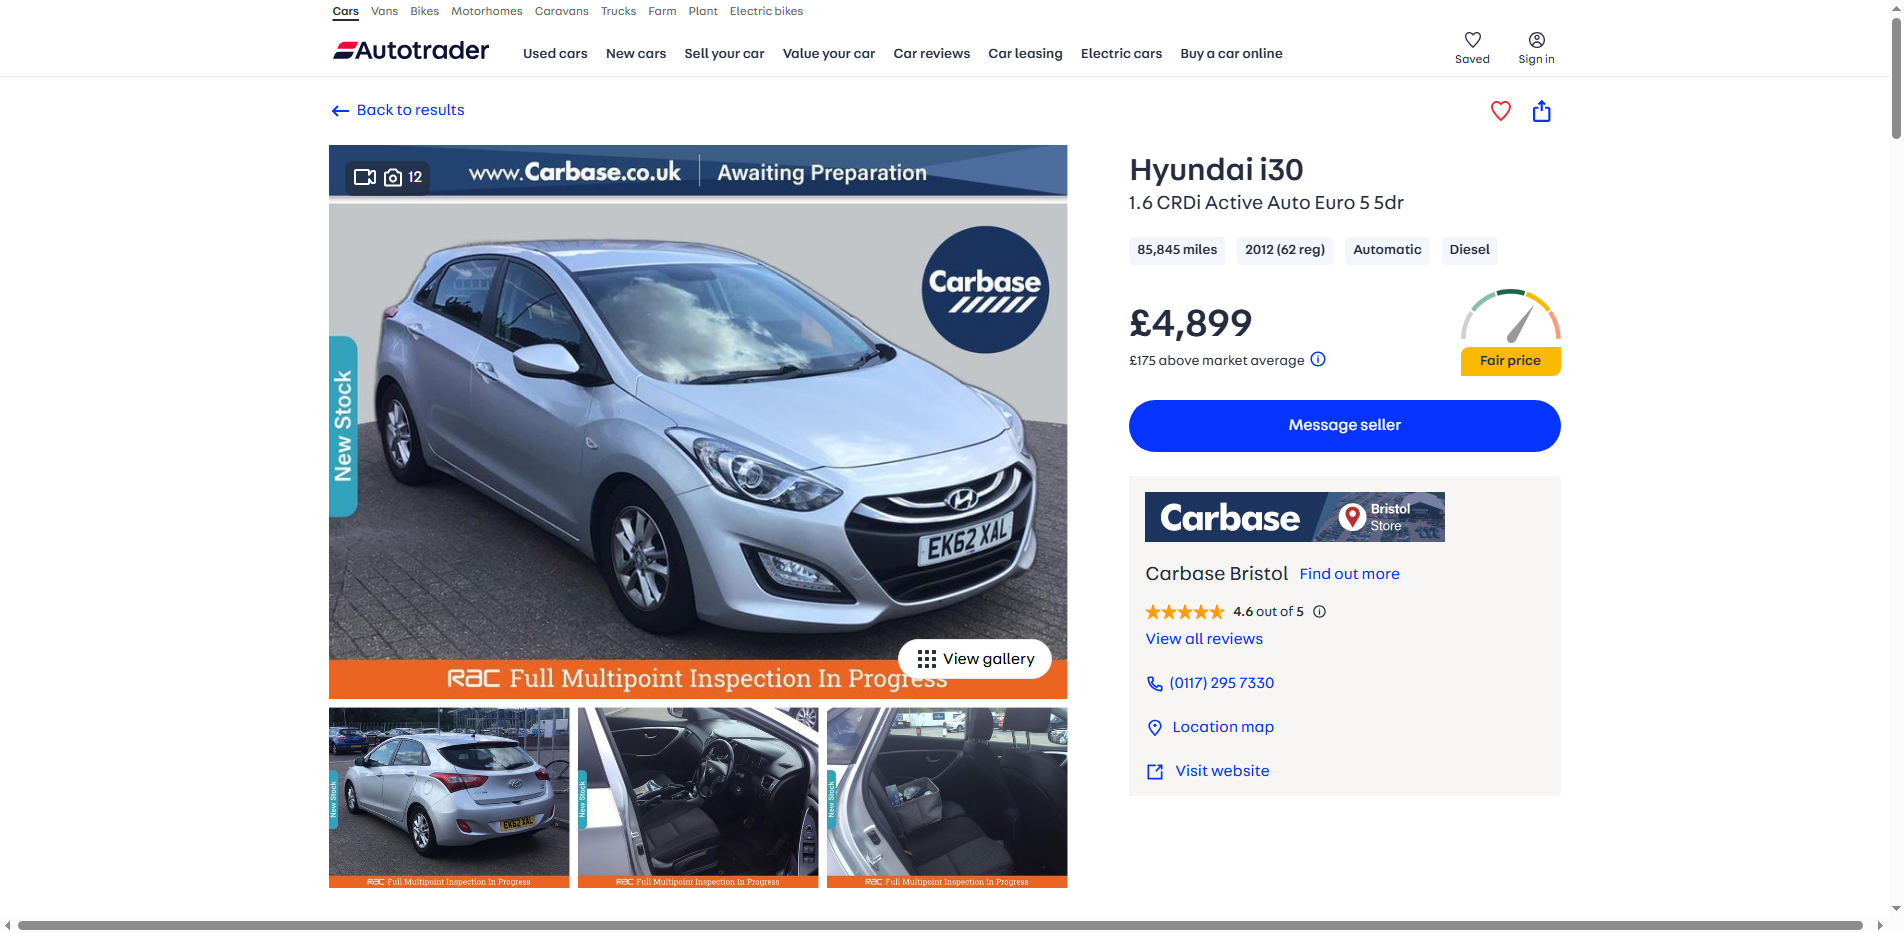 Cars Vans Bikes Motorhomes Caravans Trucks Farm Plant Electric bikes
Autotrader
Used cars New cars Sell your car Value your car Car reviews Car leasing Electric cars Buy a car online
Saved
Sign in
Back to results
12
www.Carbase.co.uk Awaiting Preparation
Carbase
New Stock
EK62 XAL
View gallery
RAC Full Multipoint Inspection In Progress
New Stock
EK62 XAL
RAC Full Multipoint Inspection In Progress
New Stock
RAC Full Multipoint Inspection In Progress
New Stock
RAC Full Multipoint Inspection In Progress
Hyundai i30
1.6 CRDi Active Auto Euro 5 5dr
85,845 miles 2012 (62 reg) Automatic Diesel
£4,899
£175 above market average
Fair price
Message seller
Carbase Bristol
Store
Carbase Bristol Find out more
4.6 out of 5
View all reviews
(0117) 295 7330
Location map
Visit website